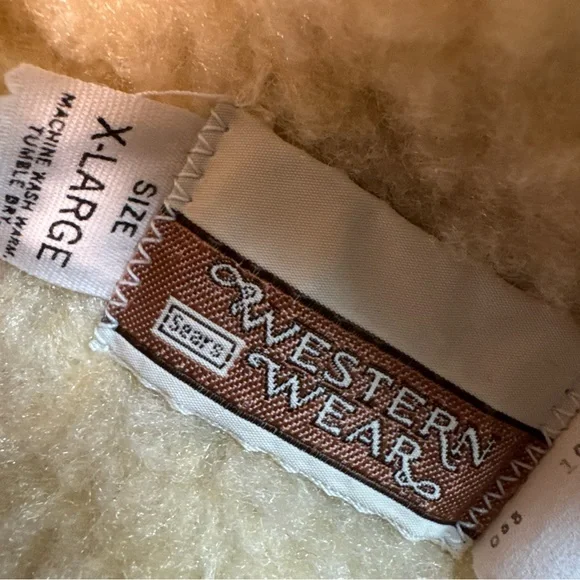 SIZE
X-LARGE
MACHINE WASH WARM,
TUMBLE DRY
Sears
WESTERN
WEAR